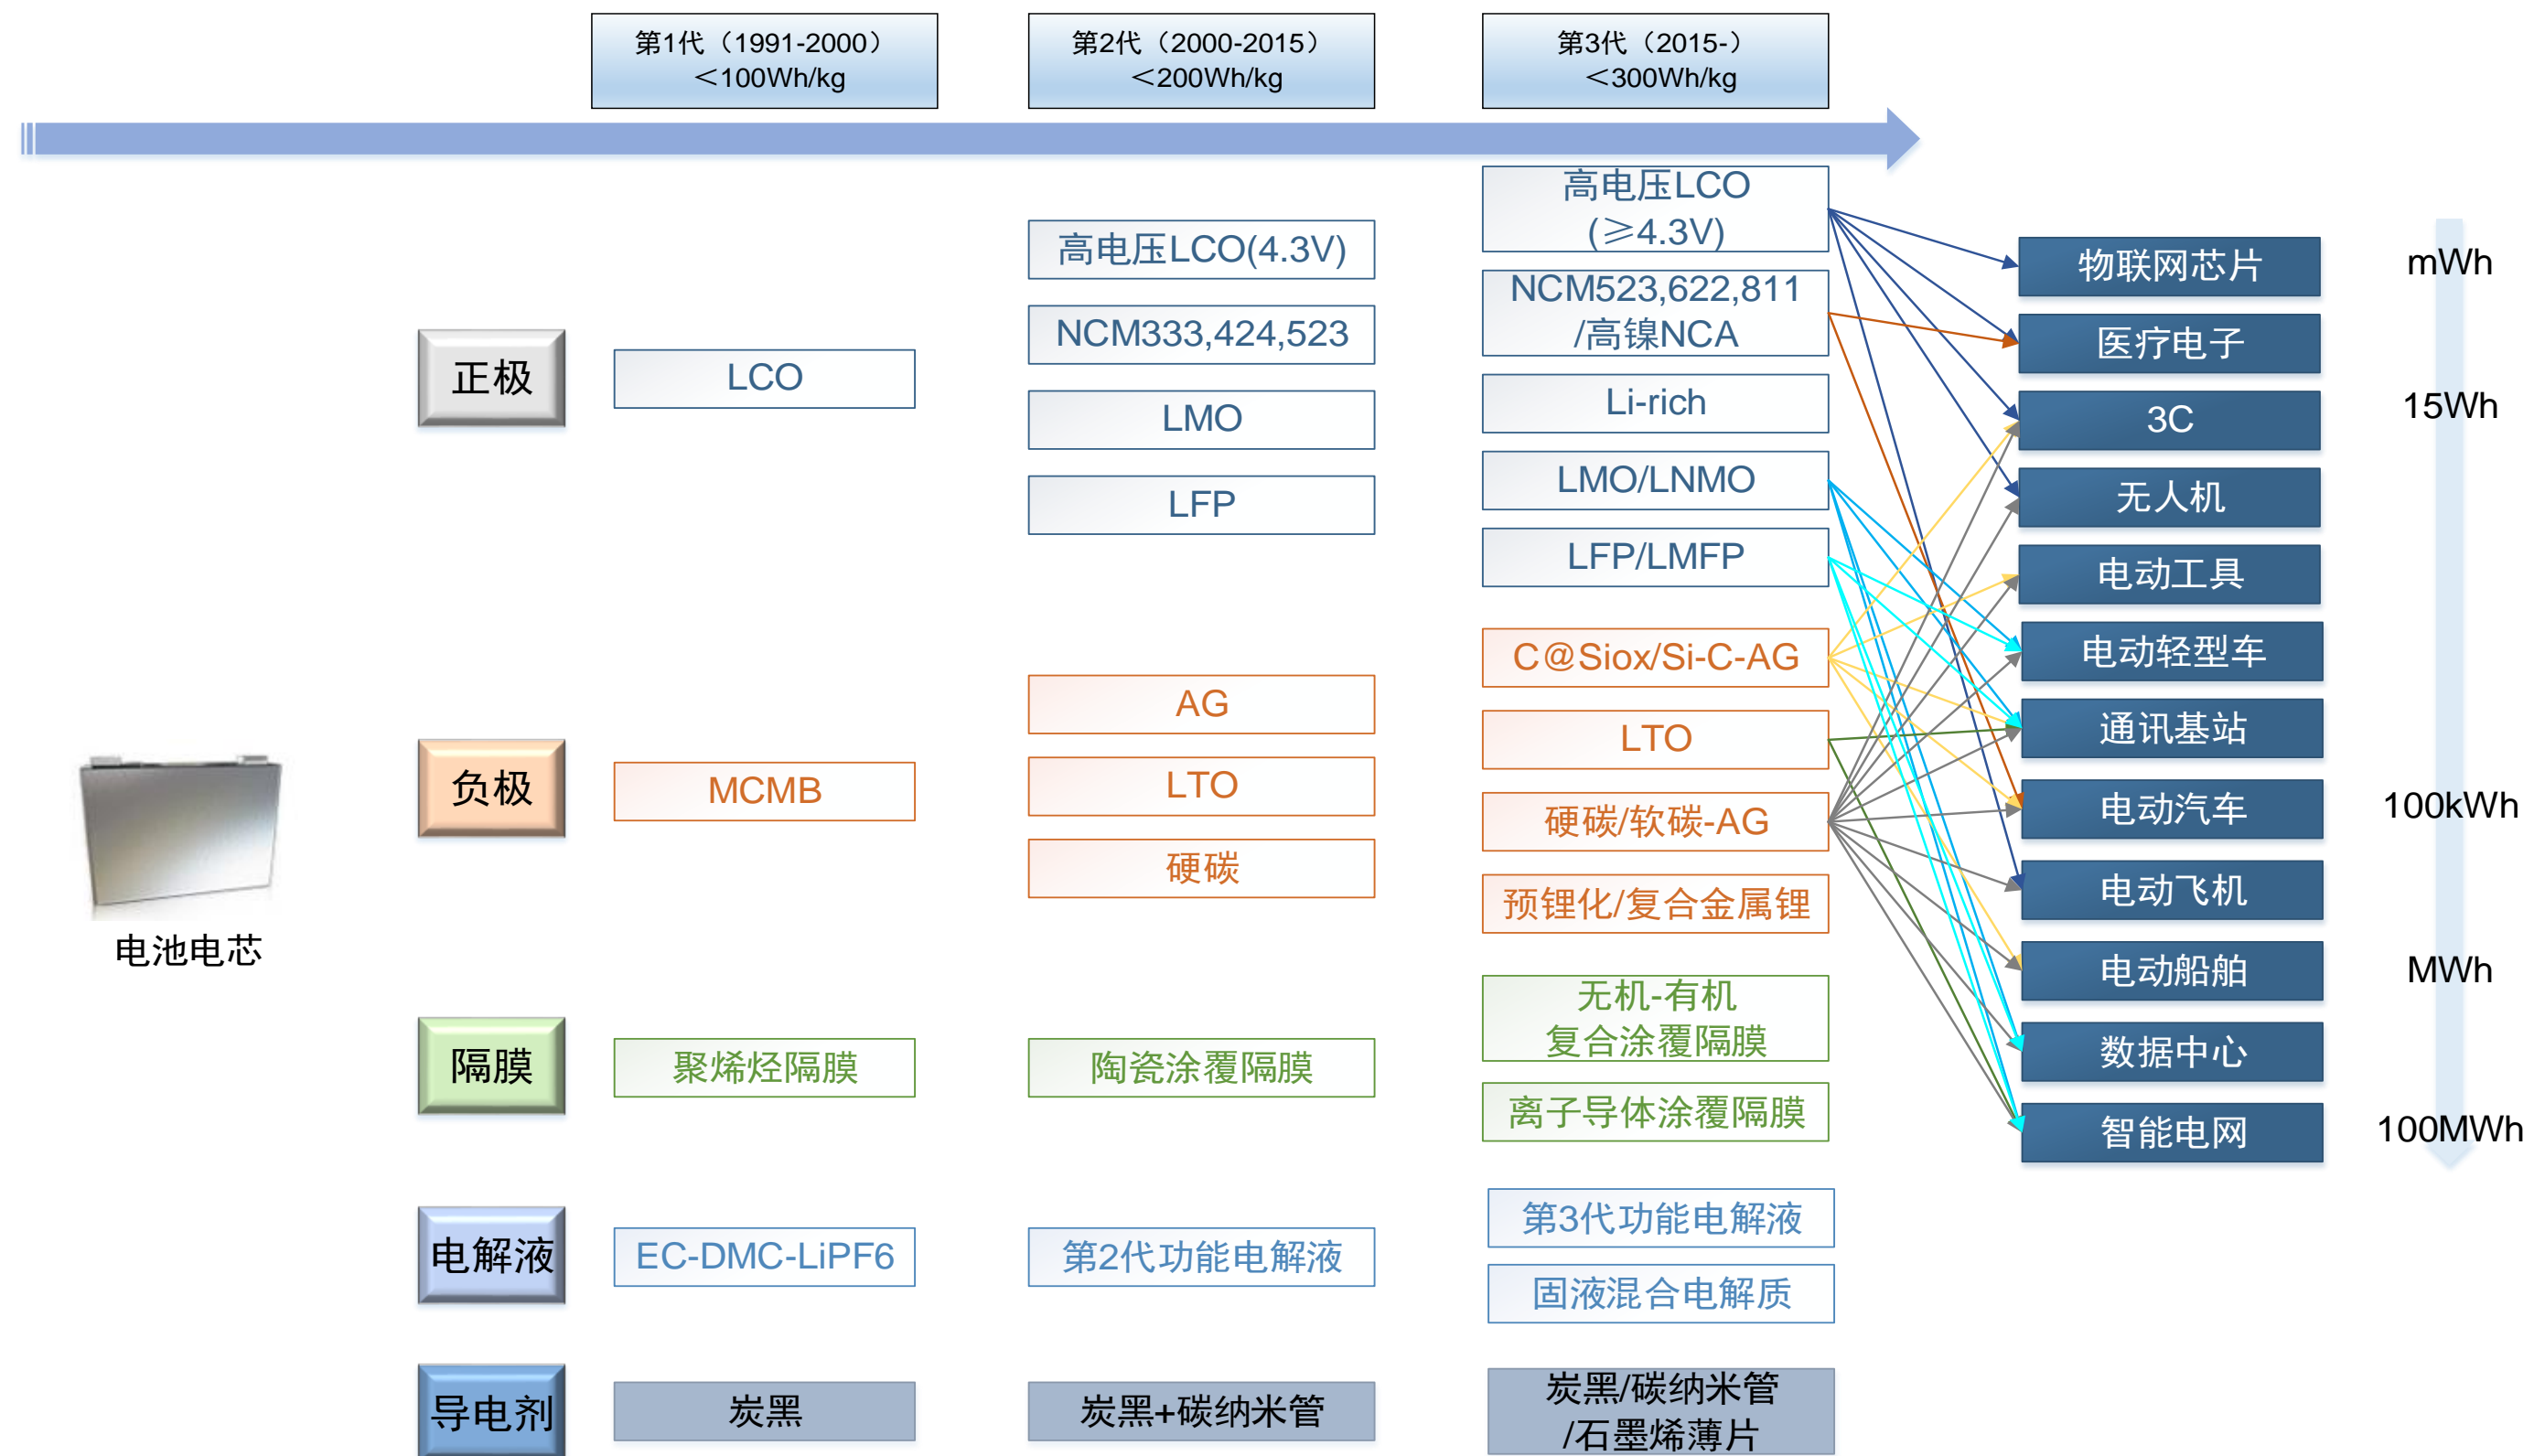 第1代（1991-2000）
＜100Wh/kg
第2代（2000-2015）
＜200Wh/kg
第3代（2015-）
＜300Wh/kg
正极
LCO
高电压LCO(4.3V)
NCM333,424,523
LMO
LFP
高电压LCO
(≥4.3V)
NCM523,622,811
/高镍NCA
Li-rich
LMO/LNMO
LFP/LMFP
负极
MCMB
AG
LTO
硬碳
C@Siox/Si-C-AG
LTO
硬碳/软碳-AG
预锂化/复合金属锂
电池电芯
隔膜
聚烯烃隔膜
陶瓷涂覆隔膜
无机-有机
复合涂覆隔膜
离子导体涂覆隔膜
电解液
EC-DMC-LiPF6
第2代功能电解液
第3代功能电解液
固液混合电解质
导电剂
炭黑
炭黑+碳纳米管
炭黑/碳纳米管
/石墨烯薄片
物联网芯片
医疗电子
3C
无人机
电动工具
电动轻型车
通讯基站
电动汽车
电动飞机
电动船舶
数据中心
智能电网
mWh
15Wh
100kWh
MWh
100MWh